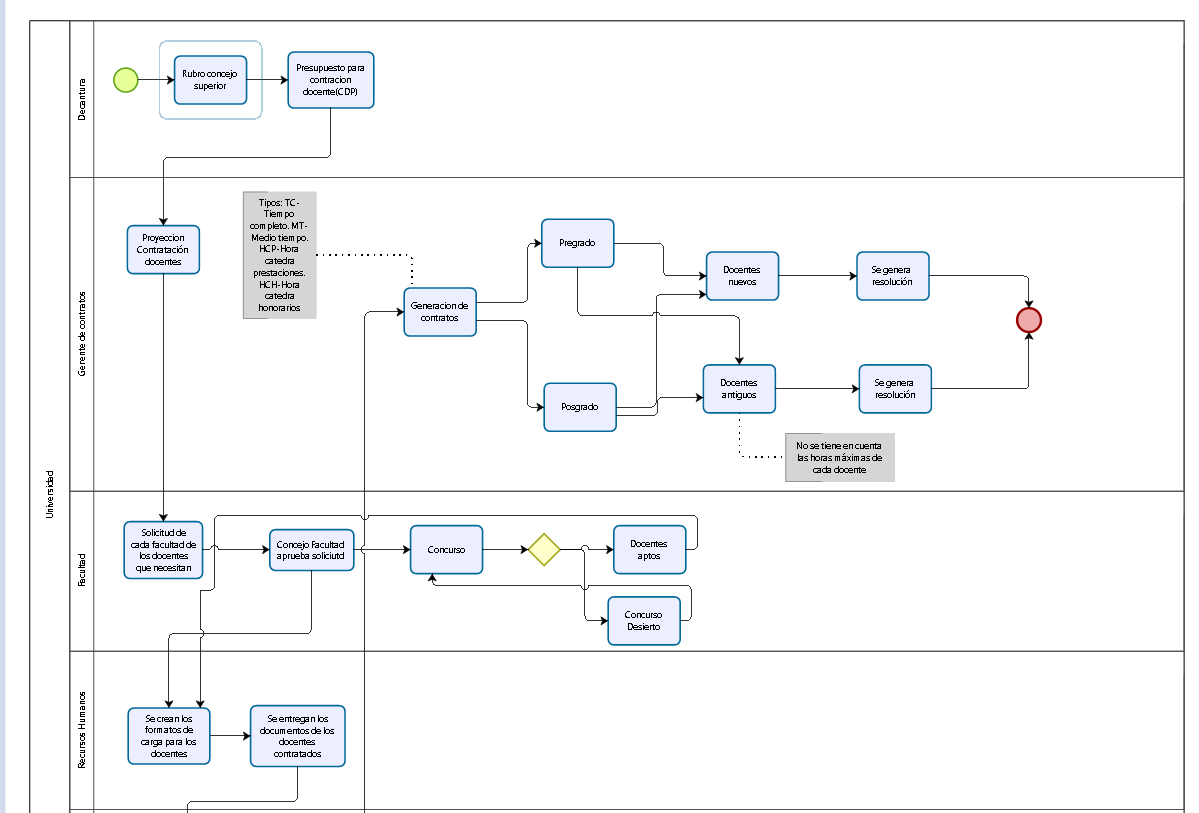 Universidad
Decantura
Rubro concejo
superior
Presupuesto para
contracion
docente(CDP)
Gerente de contratos
Proyeccion
Contratación
docentes
Tipos: TC-
Tiempo
completo. MT-
Medio tiempo.
HCP-Hora
catedra
prestaciones.
HCH-Hora
catedra
honorarios
Generacion de
contratos
Pregrado
Posgrado
Docentes
nuevos
Se genera
resolución
Docentes
antiguos
Se genera
resolución
No se tiene en cuenta
las horas máximas de
cada docente
Facultad
Solicitud de
cada facultad de
los docentes
que necesitan
Concejo Facultad
aprueba soliciutd
Concurso
Docentes
aptos
Concurso
Desierto
Recursos Humanos
Se crean los
formatos de
carga para los
docentes
Se entregan los
documentos de los
docentes
contratados